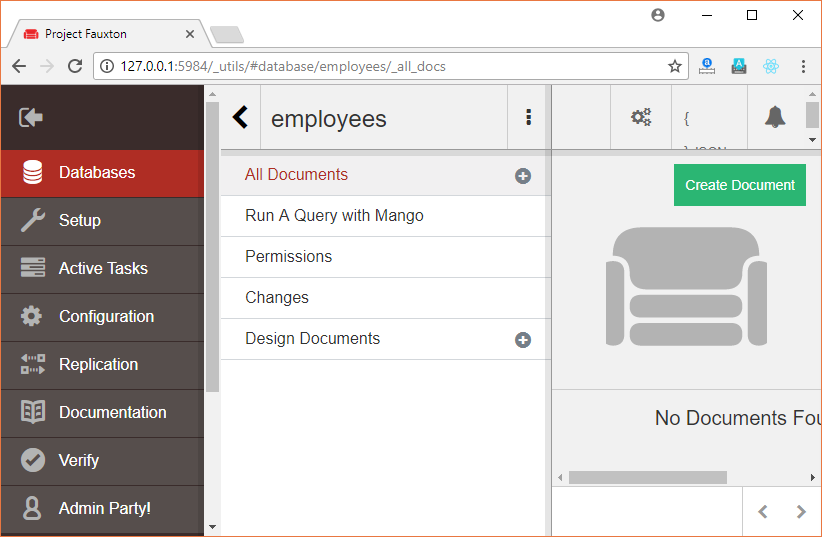 Project Fauxton
127.0.0.1:5984/_utils/#database/employees/_all_docs
employees
{
} JSON
Databases
Setup
Active Tasks
Configuration
Replication
Documentation
Verify
Admin Party!
All Documents
Run A Query with Mango
Permissions
Changes
Design Documents
Create Document
No Documents Fou